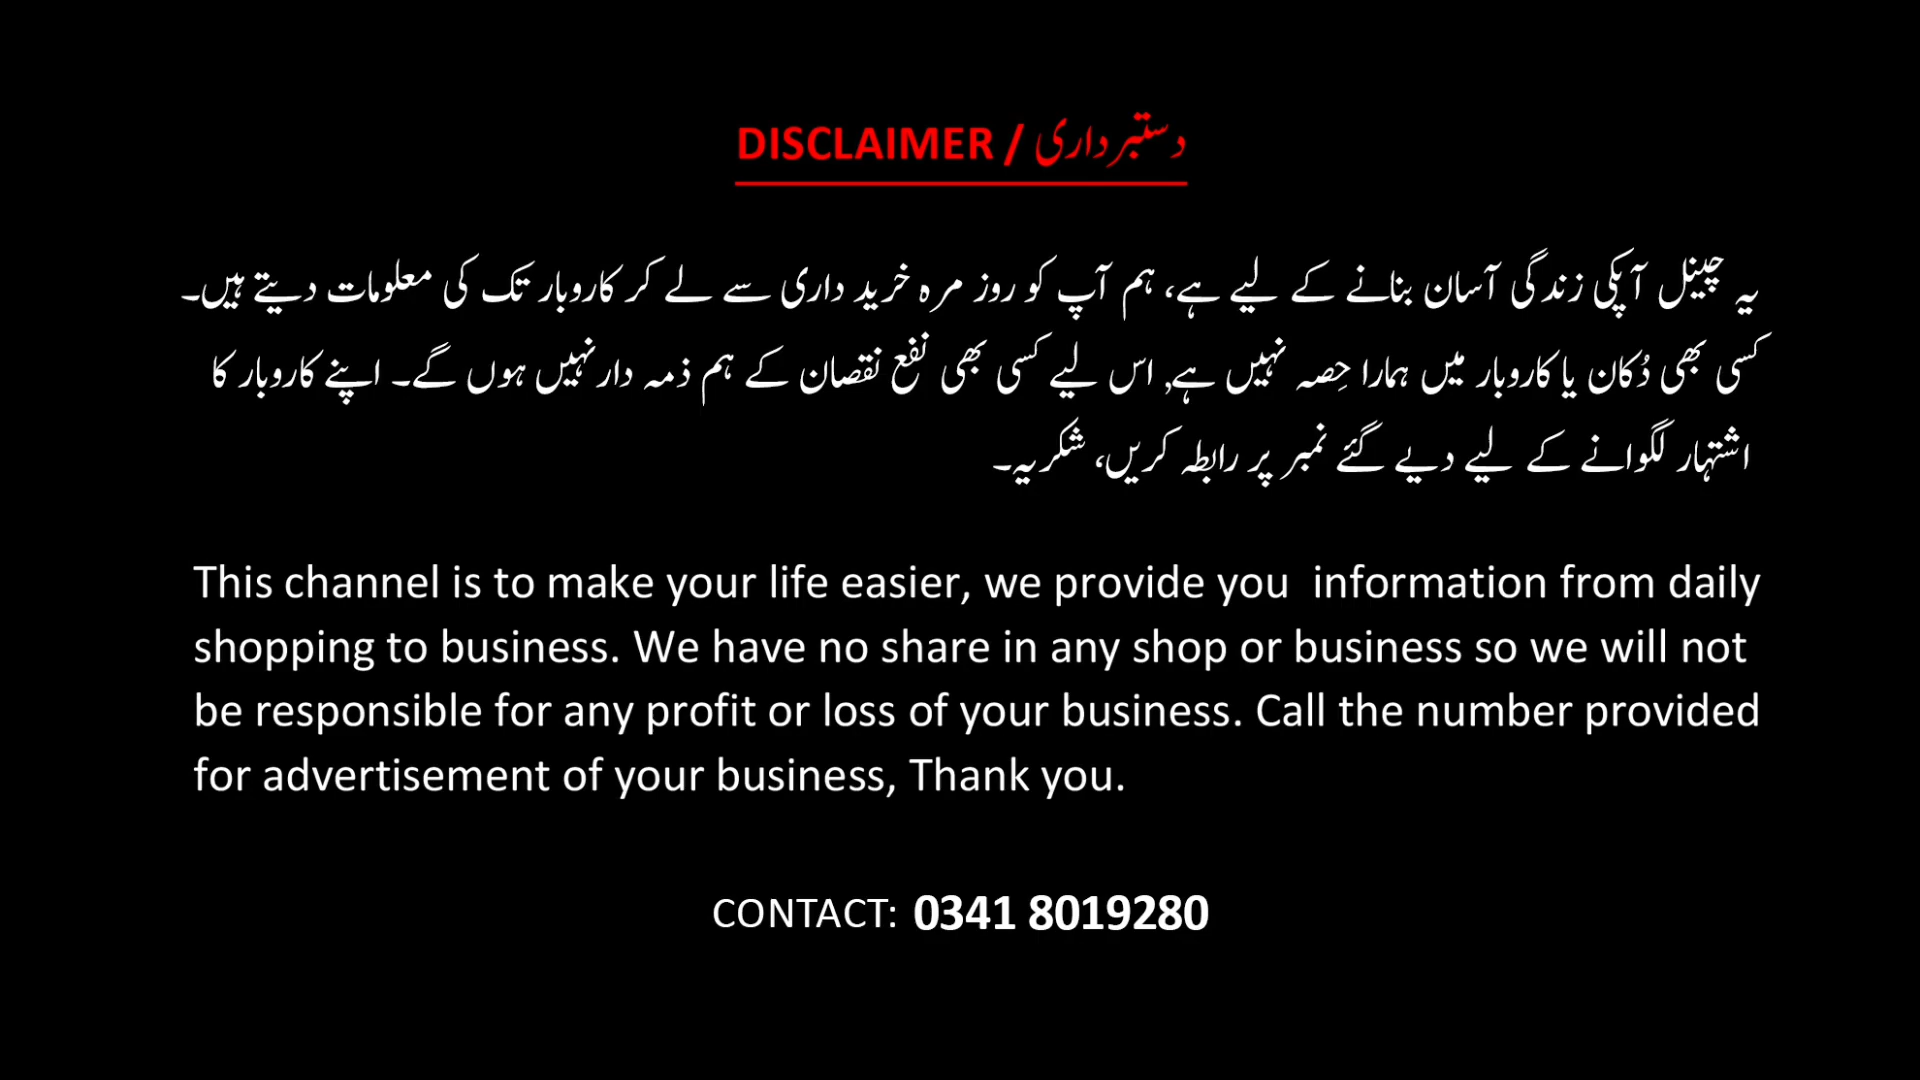 DISCLAIMER / دستبرداری
یہ چینل آپکی زندگی آسان بنانے کے لیے ہے، ہم آپ کو روز مرہ خرید داری سے لے کر کاروبار تک کی معلومات دیتے ہیں۔
کسی بھی دُکان یا کاروبار میں ہمارا حِصہ نہیں ہے, اس لیے کسی بھی نفع نقصان کے ہم ذمہ دار نہیں ہوں گے۔ اپنے کاروبار کا
اشتہار لگوانے کے لیے دیے گئے نمبر پر رابطہ کریں، شکریہ۔
This channel is to make your life easier, we provide you  information from daily
shopping to business. We have no share in any shop or business so we will not
be responsible for any profit or loss of your business. Call the number provided
for advertisement of your business, Thank you.
CONTACT: 0341 8019280